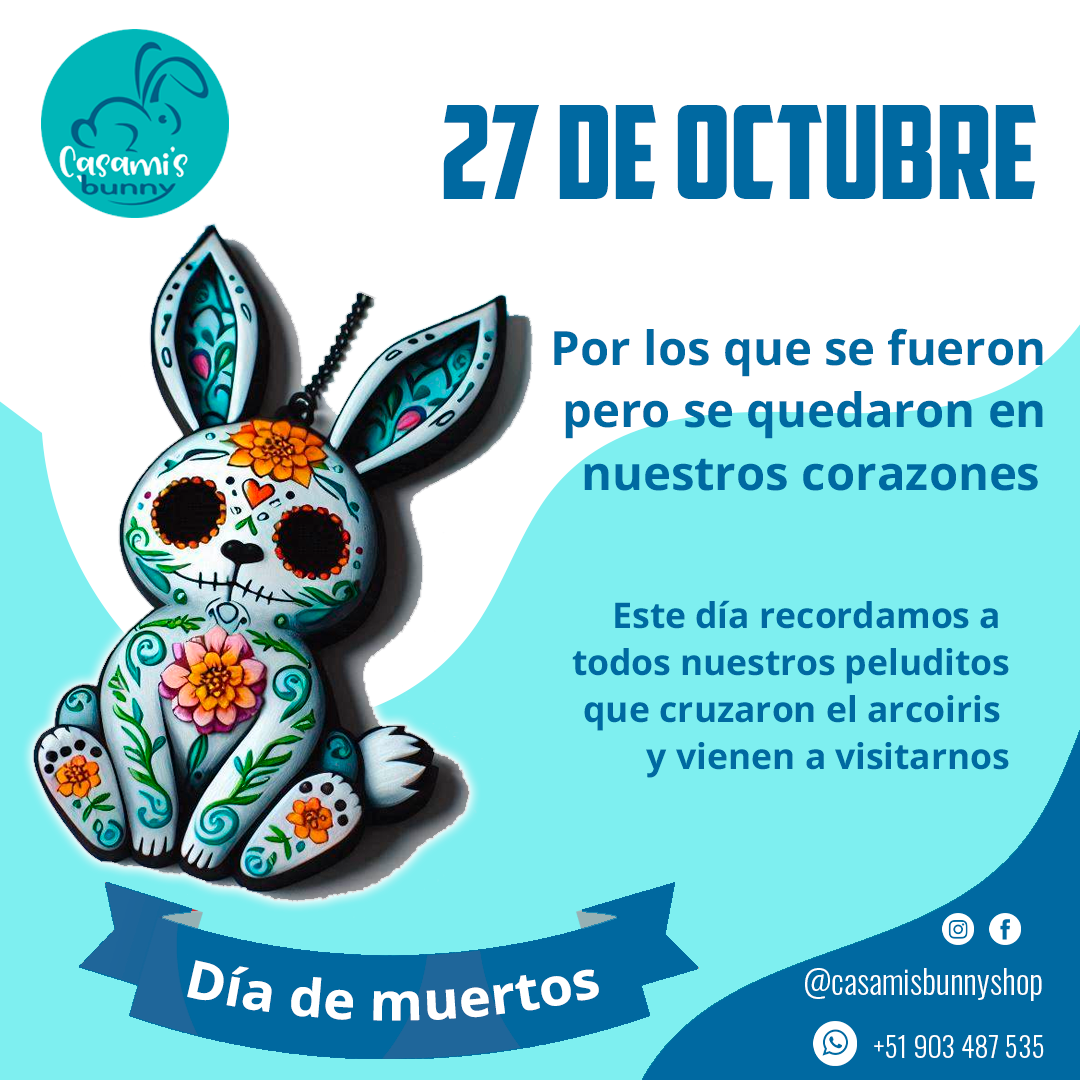 Casami's
bunny
27 DE OCTUBRE
Por los que se fueron
pero se quedaron en
nuestros corazones
Este día recordamos a
todos nuestros peluditos
que cruzaron el arcoiris
y vienen a visitarnos
Día de muertos
@casamisbunnyshop
+51 903 487 535